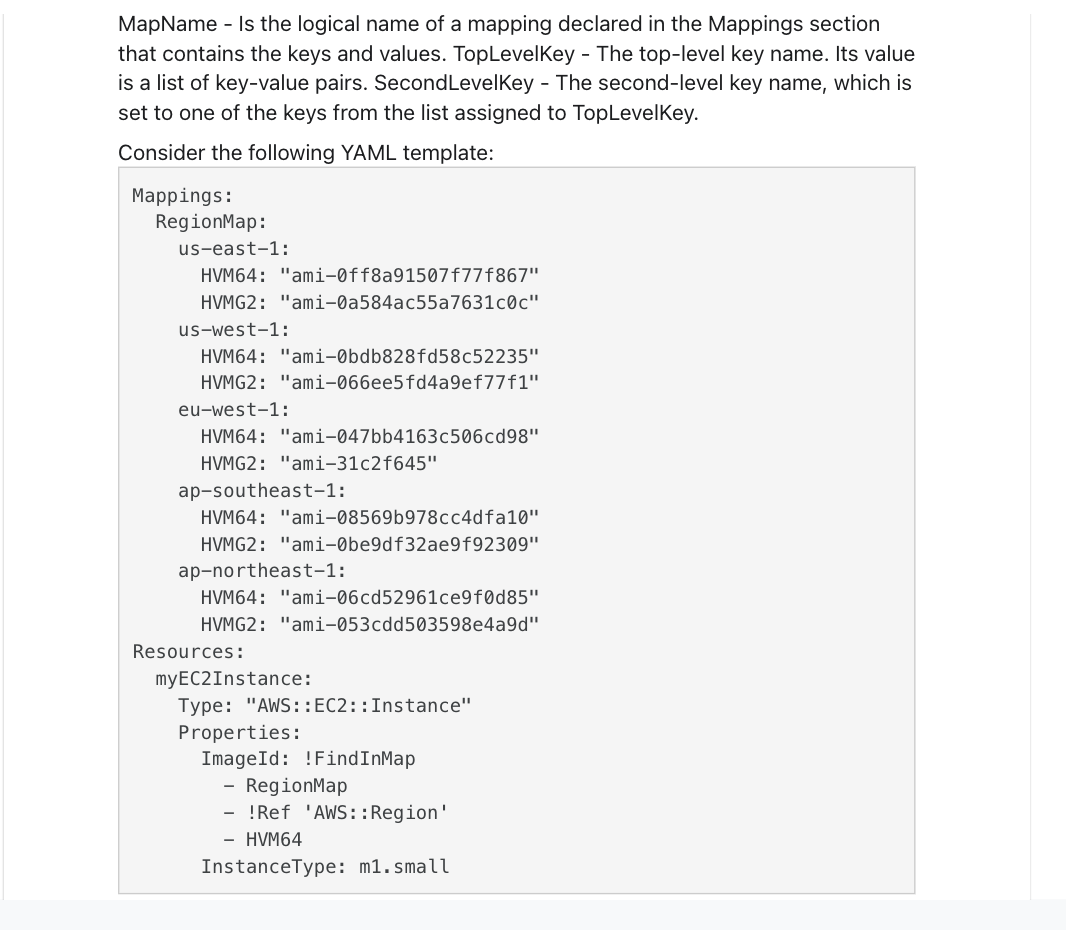 MapName - Is the logical name of a mapping declared in the Mappings section
that contains the keys and values. TopLevelKey - The top-level key name. Its value
is a list of key-value pairs. SecondLevelKey - The second-level key name, which is
set to one of the keys from the list assigned to TopLevelKey.
Consider the following YAML template:
Mappings:
  RegionMap:
    us-east-1:
      HVM64: "ami-0ff8a91507f77f867"
      HVMG2: "ami-0a584ac55a7631c0c"
    us-west-1:
      HVM64: "ami-0bdb828fd58c52235"
      HVMG2: "ami-066ee5fd4a9ef77f1"
    eu-west-1:
      HVM64: "ami-047bb4163c506cd98"
      HVMG2: "ami-31c2f645"
    ap-southeast-1:
      HVM64: "ami-08569b978cc4dfa10"
      HVMG2: "ami-0be9df32ae9f92309"
    ap-northeast-1:
      HVM64: "ami-06cd52961ce9f0d85"
      HVMG2: "ami-053cdd503598e4a9d"
Resources:
  myEC2Instance:
    Type: "AWS::EC2::Instance"
    Properties:
      ImageId: !FindInMap
        - RegionMap
        - !Ref 'AWS::Region'
        - HVM64
      InstanceType: m1.small